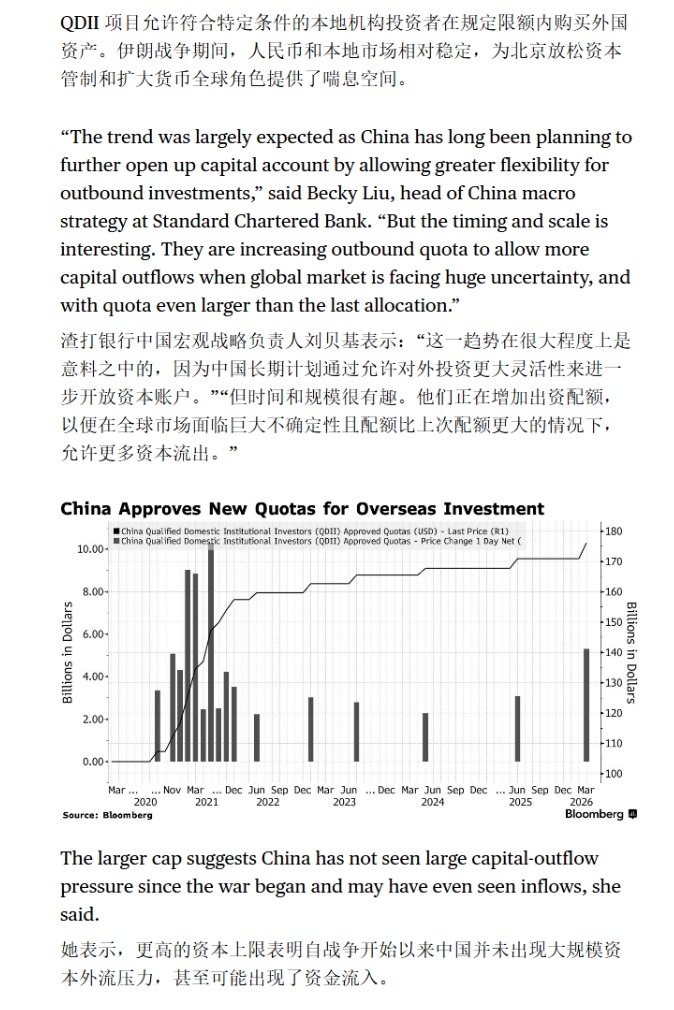 QDII 项目允许符合特定条件的本地机构投资者在规定限额内购买外国
资产。伊朗战争期间，人民币和本地市场相对稳定，为北京放松资本
管制和扩大货币全球角色提供了喘息空间。
“The trend was largely expected as China has long been planning to
further open up capital account by allowing greater flexibility for
outbound investments,” said Becky Liu, head of China macro
strategy at Standard Chartered Bank. “But the timing and scale is
interesting. They are increasing outbound quota to allow more
capital outflows when global market is facing huge uncertainty, and
with quota even larger than the last allocation.”
渣打银行中国宏观战略负责人刘贝基表示：“这一趋势在很大程度上是
意料之中的，因为中国长期计划通过允许对外投资更大灵活性来进一
步开放资本账户。”“但时间和规模很有趣。他们正在增加出资配额，
以便在全球市场面临巨大不确定性且配额比上次配额更大的情况下，
允许更多资本流出。”
China Approves New Quotas for Overseas Investment
China Qualified Domestic Institutional Investors (QDII) Approved Quotas (USD) - Last Price (R1)
China Qualified Domestic Institutional Investors (QDII) Approved Quotas - Price Change 1 Day Net (
10.00
8.00
6.00
4.00
2.00
0.00
Billions in Dollars
180
170
160
150
140
130
120
110
100
Billions in Dollars
Mar ... ... Nov Mar ... Dec Jun Sep Dec Mar Jun ... Dec Mar Jun Sep Dec ... Jun Sep Dec Mar
2020 2021 2022 2023 2024 2025 2026
Source: Bloomberg
Bloomberg
The larger cap suggests China has not seen large capital-outflow
pressure since the war began and may have even seen inflows, she
said.
她表示，更高的资本上限表明自战争开始以来中国并未出现大规模资
本外流压力，甚至可能出现了资金流入。